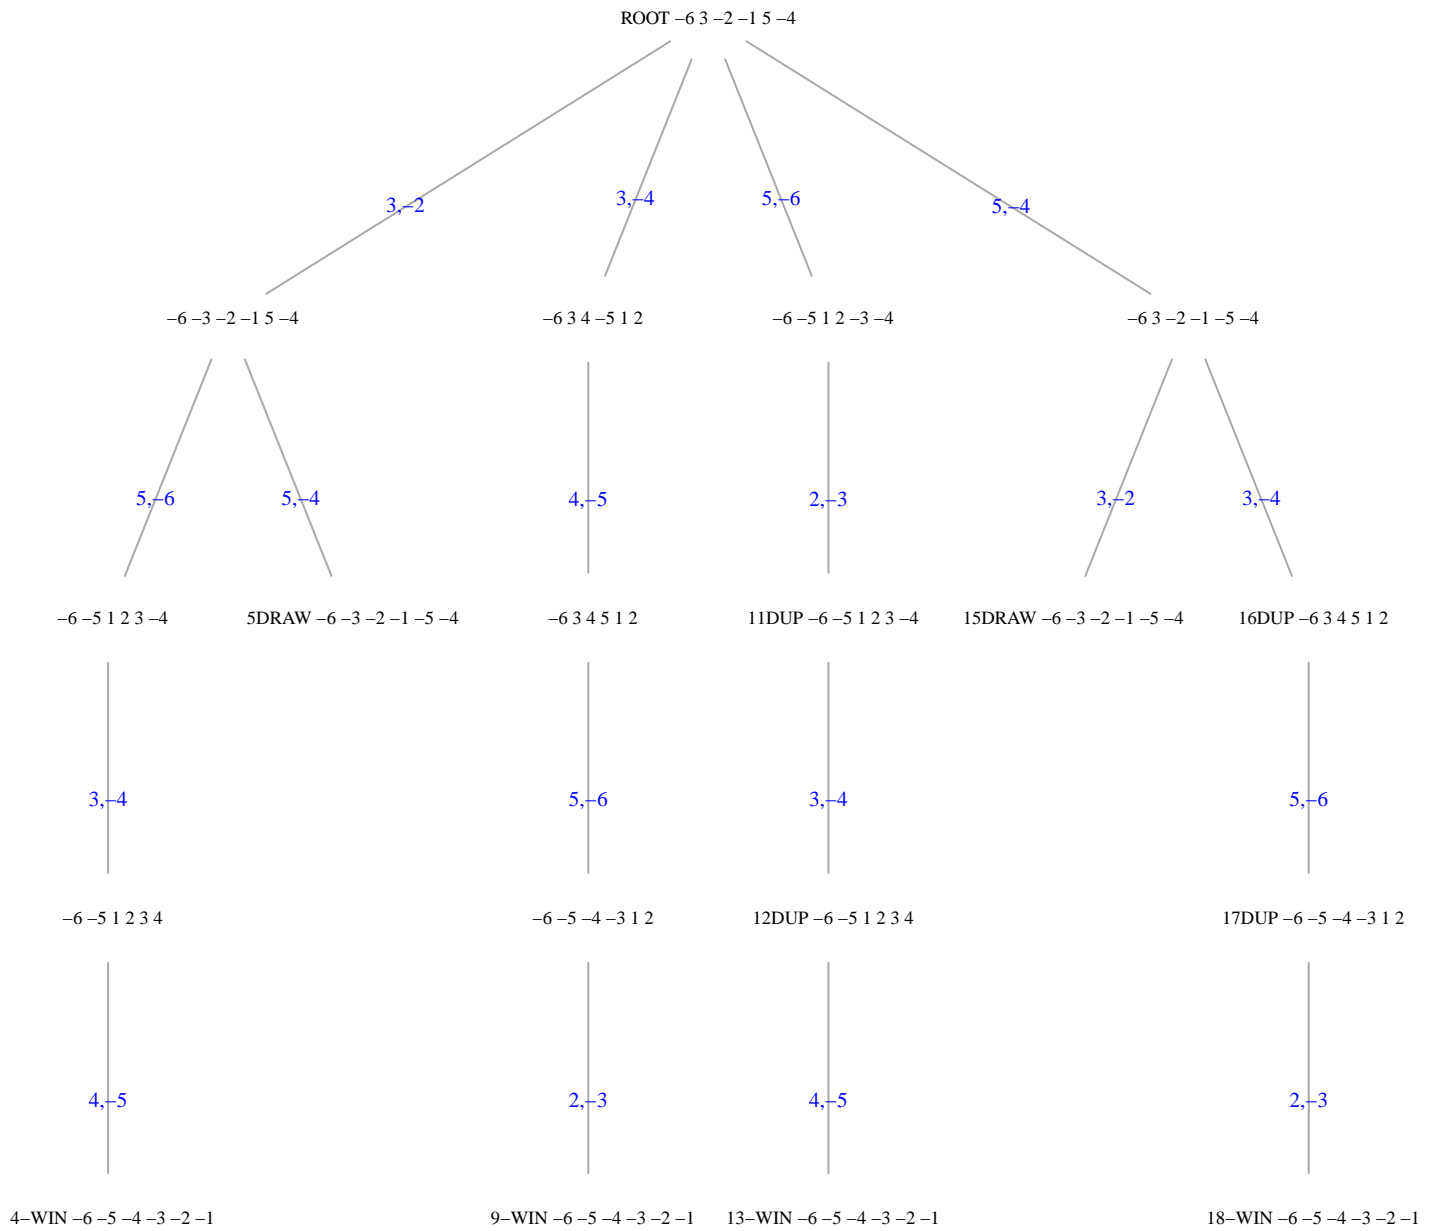 ROOT –6 3 –2 –1 5 –4
3,–2
3,–4
5,–6
5,–4
–6 –3 –2 –1 5 –4
–6 3 4 –5 1 2
–6 –5 1 2 –3 –4
–6 3 –2 –1 –5 –4
5,–6
5,–4
4,–5
2,–3
3,–2
3,–4
–6 –5 1 2 3 –4
5DRAW –6 –3 –2 –1 –5 –4
–6 3 4 5 1 2
11DUP –6 –5 1 2 3 –4
15DRAW –6 –3 –2 –1 –5 –4
16DUP –6 3 4 5 1 2
3,–4
5,–6
3,–4
5,–6
–6 –5 1 2 3 4
–6 –5 –4 –3 1 2
12DUP –6 –5 1 2 3 4
17DUP –6 –5 –4 –3 1 2
4,–5
2,–3
4,–5
2,–3
4–WIN –6 –5 –4 –3 –2 –1
9–WIN –6 –5 –4 –3 –2 –1
13–WIN –6 –5 –4 –3 –2 –1
18–WIN –6 –5 –4 –3 –2 –1